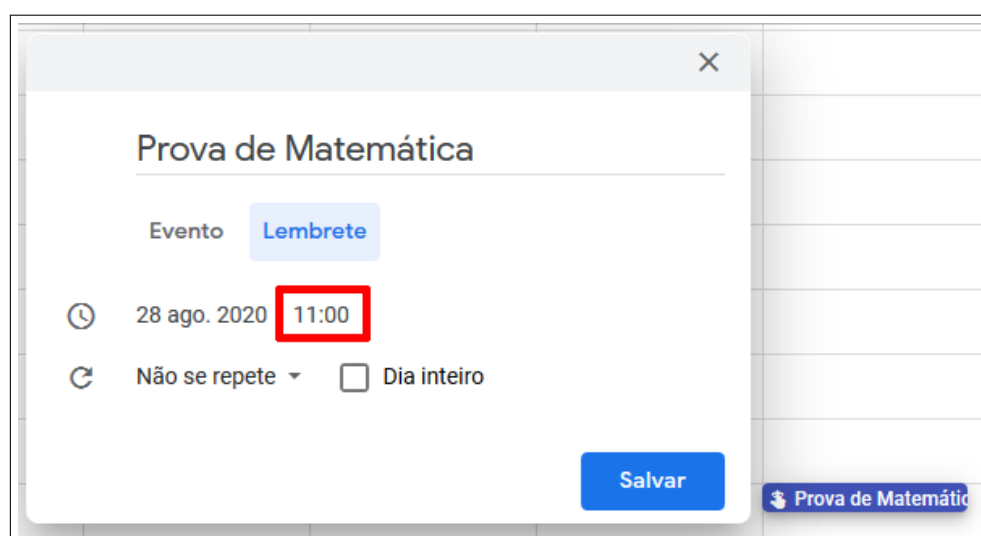 Prova de Matemática
Evento Lembrete
28 ago. 2020 11:00
Não se repete Dia inteiro
Salvar
Prova de Matemátic